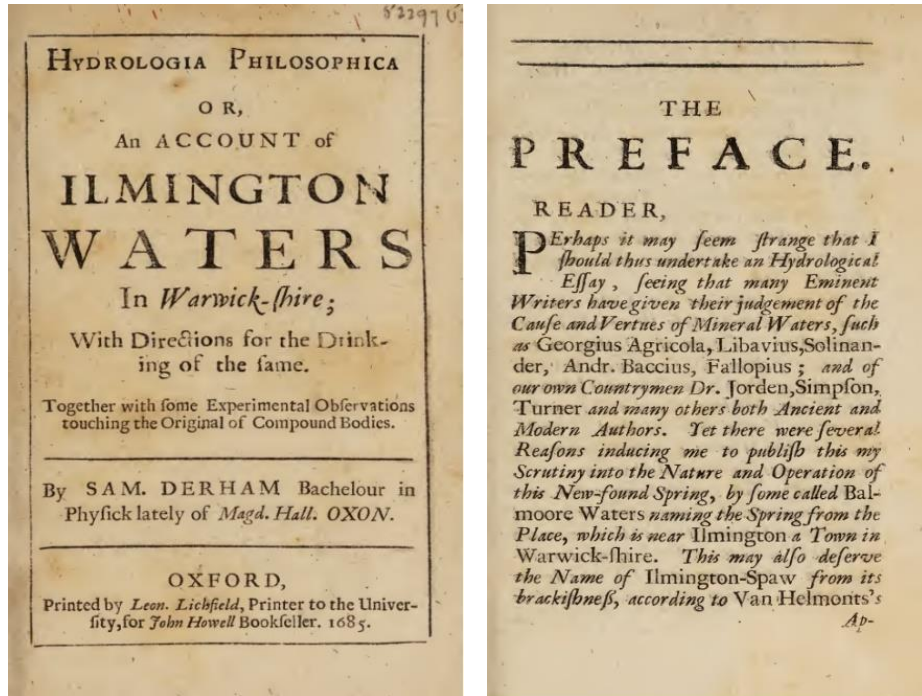 82297
HYDROLOGIA PHILOSOPHICA
OR,
An ACCOUNT of
ILMINGTON
WATERS
In Warwick-ſhire;
With Directions for the Drink-
ing of the ſame.
Together with ſome Experimental Obſervations
touching the Original of Compound Bodies.
By SAM. DERHAM Bachelour in
Phyſick lately of Magd. Hall. OXON.
OXFORD,
Printed by Leon. Lichfield, Printer to the Univer-
ſity, for John Howell Bookſeller. 1685.
THE
PREFACE.
READER,
PErhaps it may ſeem ſtrange that I
ſhould thus undertake an Hydrological
Eſſay, ſeeing that many Eminent
Writers have given their judgement of the
Cauſe and Vertues of Mineral Waters, ſuch
as Georgius Agricola, Libavius, Solinan-
der, Andr. Baccius, Fallopius; and of
our own Countrymen Dr. Jorden, Simpſon,
Turner and many others both Ancient and
Modern Authors. Yet there were ſeveral
Reaſons inducing me to publiſh this my
Scrutiny into the Nature and Operation of
this New-found Spring, by ſome called Bal-
moore Waters naming the Spring from the
Place, which is near Ilmington a Town in
Warwick-ſhire. This may alſo deſerve
the Name of Ilmington-Spaw from its
brackiſhneſs, according to Van Helmonts's
Ap-